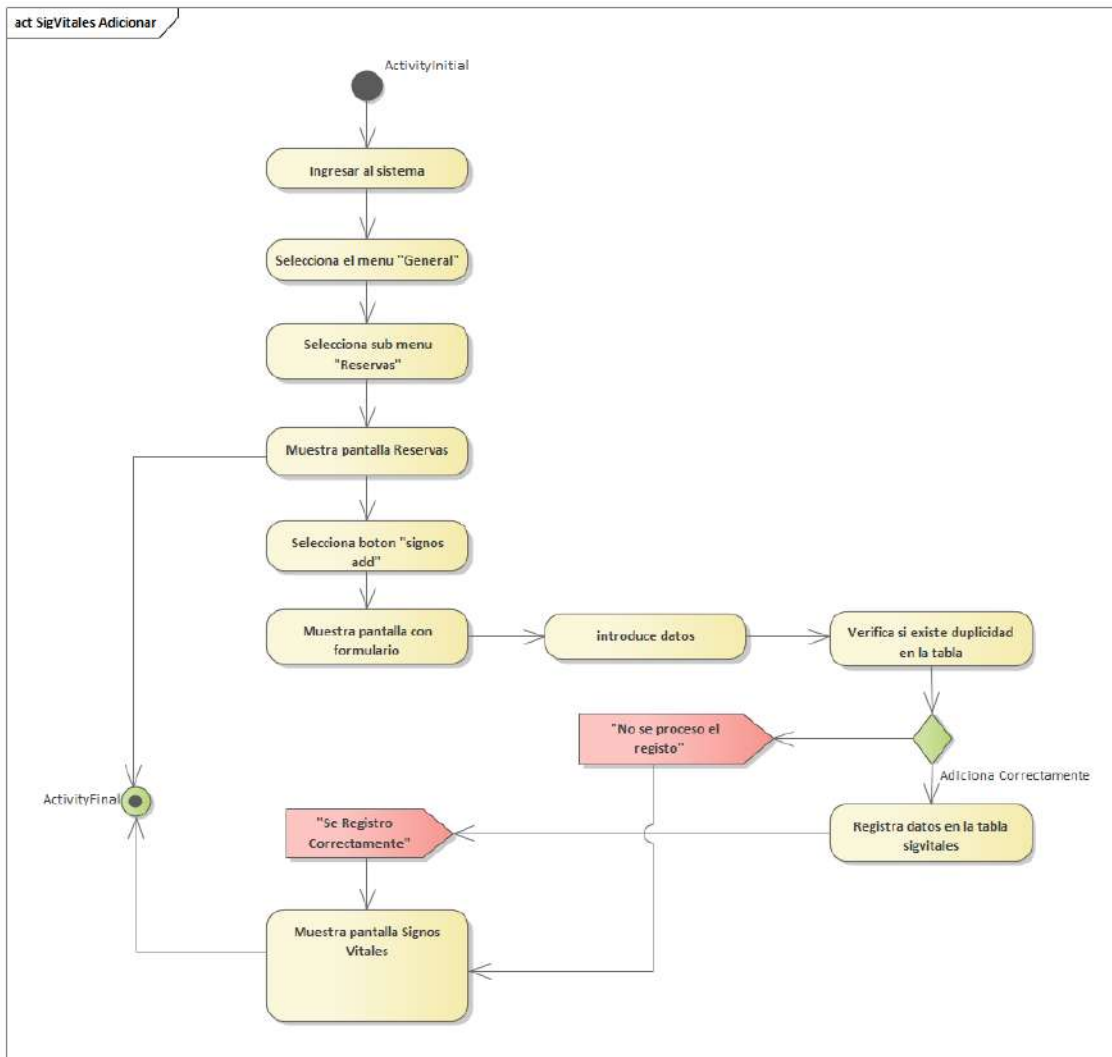 act SigVitales Adicionar
ActivityInitial
Ingresar al sistema
Selecciona el menu "General"
Selecciona sub menu
"Reservas"
Muestra pantalla Reservas
Selecciona boton "signos
add"
Muestra pantalla con
formulario
introduce datos
Verifica si existe duplicidad
en la tabla
"No se proceso el
registo"
Adiciona Correctamente
ActivityFinal
"Se Registro
Correctamente"
Registra datos en la tabla
sigvitales
Muestra pantalla Signos
Vitales